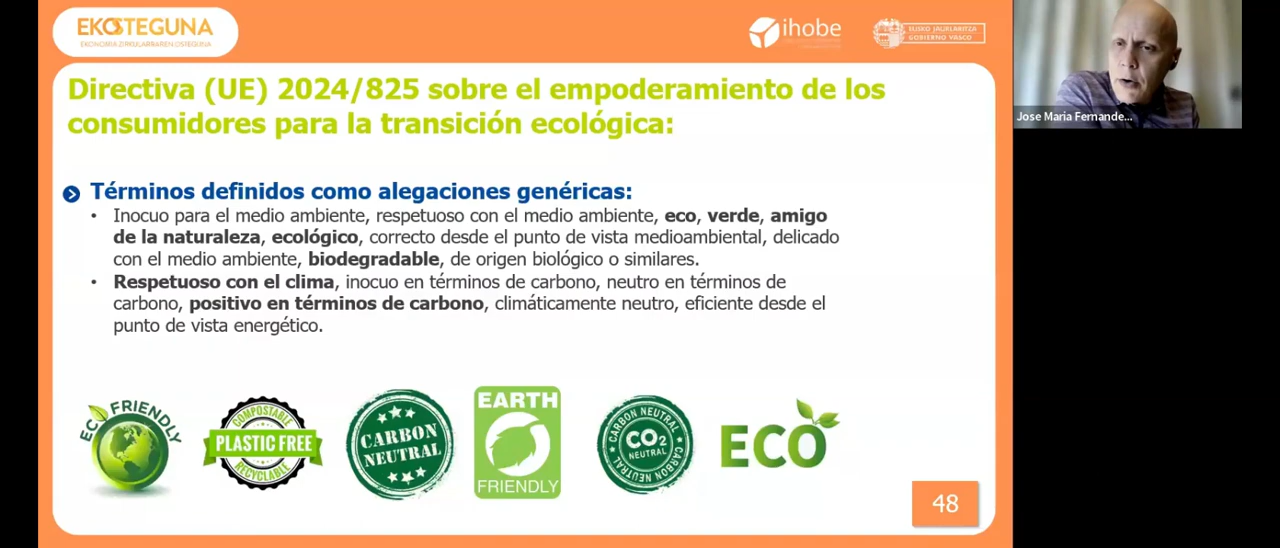 EKOSTEGUNA
EKONOMIA ZIRKULARRAREN OSTEGUNA
ihobe
EUSKO JAURLARITZA
GOBIERNO VASCO
Directiva (UE) 2024/825 sobre el empoderamiento de los
consumidores para la transición ecológica:
Términos definidos como alegaciones genéricas:
• Inocuo para el medio ambiente, respetuoso con el medio ambiente, eco, verde, amigo
de la naturaleza, ecológico, correcto desde el punto de vista medioambiental, delicado
con el medio ambiente, biodegradable, de origen biológico o similares.
• Respetuoso con el clima, inocuo en términos de carbono, neutro en términos de
carbono, positivo en términos de carbono, climáticamente neutro, eficiente desde el
punto de vista energético.
ECO FRIENDLY
COMPOSTABLE
PLASTIC FREE
RECYCLABLE
CARBON
NEUTRAL
EARTH
FRIENDLY
CARBON NEUTRAL
CO2
NEUTRAL
CARBON NEUTRAL
ECO
48
Jose Maria Fernande...